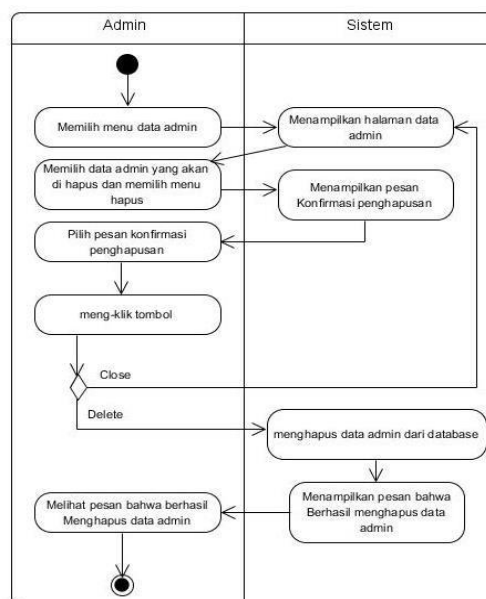 Admin
Sistem
Memilih menu data admin
Menampilkan halaman data
admin
Memilih data admin yang akan
di hapus dan memilih menu
hapus
Menampilkan pesan
Konfirmasi penghapusan
Pilih pesan konfirmasi
penghapusan
meng-klik tombol
Close
Delete
menghapus data admin dari database
Menampilkan pesan bahwa
Berhasil menghapus data
admin
Melihat pesan bahwa berhasil
Menghapus data admin